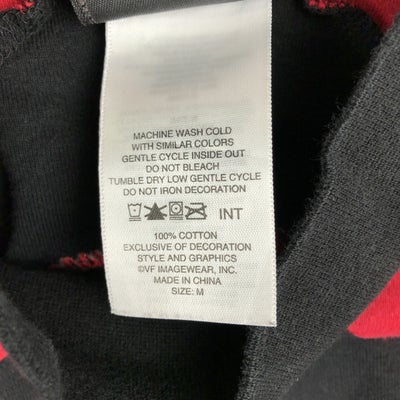 MACHINE WASH COLD
WITH SIMILAR COLORS
GENTLE CYCLE INSIDE OUT
DO NOT BLEACH
TUMBLE DRY LOW GENTLE CYCLE
DO NOT IRON DECORATION
INT
100% COTTON
EXCLUSIVE OF DECORATION
STYLE AND GRAPHICS
©VF IMAGEWEAR, INC.
MADE IN CHINA
SIZE: M